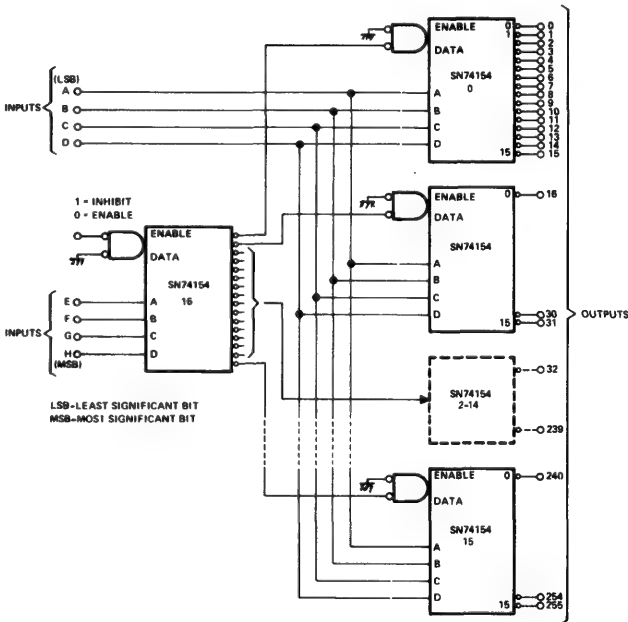 ENABLE
DATA
SN74154
0
A
B
C
D
0
1
15
0
1
2
3
4
5
6
7
8
9
10
11
12
13
14
15
(LSB)
INPUTS
A
B
C
D
1 = INHIBIT
0 = ENABLE
ENABLE
DATA
SN74154
16
A
B
C
D
INPUTS
E
F
G
H
(MSB)
LSB-LEAST SIGNIFICANT BIT
MSB-MOST SIGNIFICANT BIT
ENABLE
DATA
SN74154
A
B
C
D
0
15
16
30
31
OUTPUTS
SN74154
2-14
32
239
ENABLE
DATA
SN74154
15
A
B
C
D
0
15
240
254
255